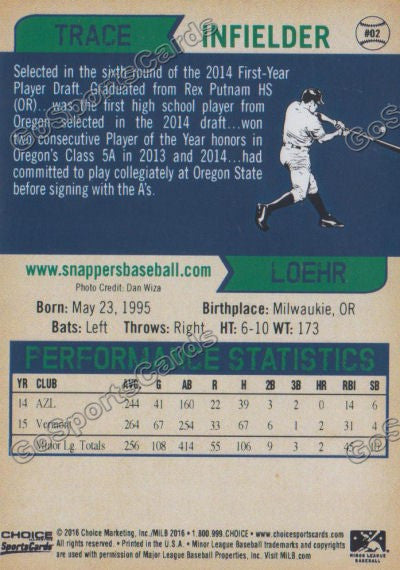 TRACE INFIELDER #02
Selected in the sixth round of the 2014 First-Year
Player Draft...graduated from Rex Putnam HS
(OR)...was the first high school player from
Oregon selected in the 2014 draft...won
two consecutive Player of the Year honors in
Oregon's Class 5A in 2013 and 2014...had
committed to play collegiately at Oregon State
before signing with the A's.
www.snappersbaseball.com
Photo Credit: Dan Wiza
LOEHR
Born: May 23, 1995 Birthplace: Milwaukie, OR
Bats: Left Throws: Right HT: 6-10 WT: 173
PERFORMANCE STATISTICS
YR CLUB AVG G AB R H 2B 3B HR RBI SB
14 AZL .244 41 160 22 39 3 2 0 14 6
15 Vermont .264 67 254 33 67 6 1 2 31 4
Minor Lg. Totals .256 108 414 55 106 9 3 2 45 10
© 2016 Choice Marketing, Inc./MiLB 2016 • 1.800.999.CHOICE • choicesportscards.com
All rights reserved. • Printed in the U.S.A. • Minor League Baseball trademarks and copyrights
are used with permission of Major League Baseball Properties, Inc. Visit MiLB.com
CHOICE
SportsCards
MINOR LEAGUE
BASEBALL
GoSportsCards